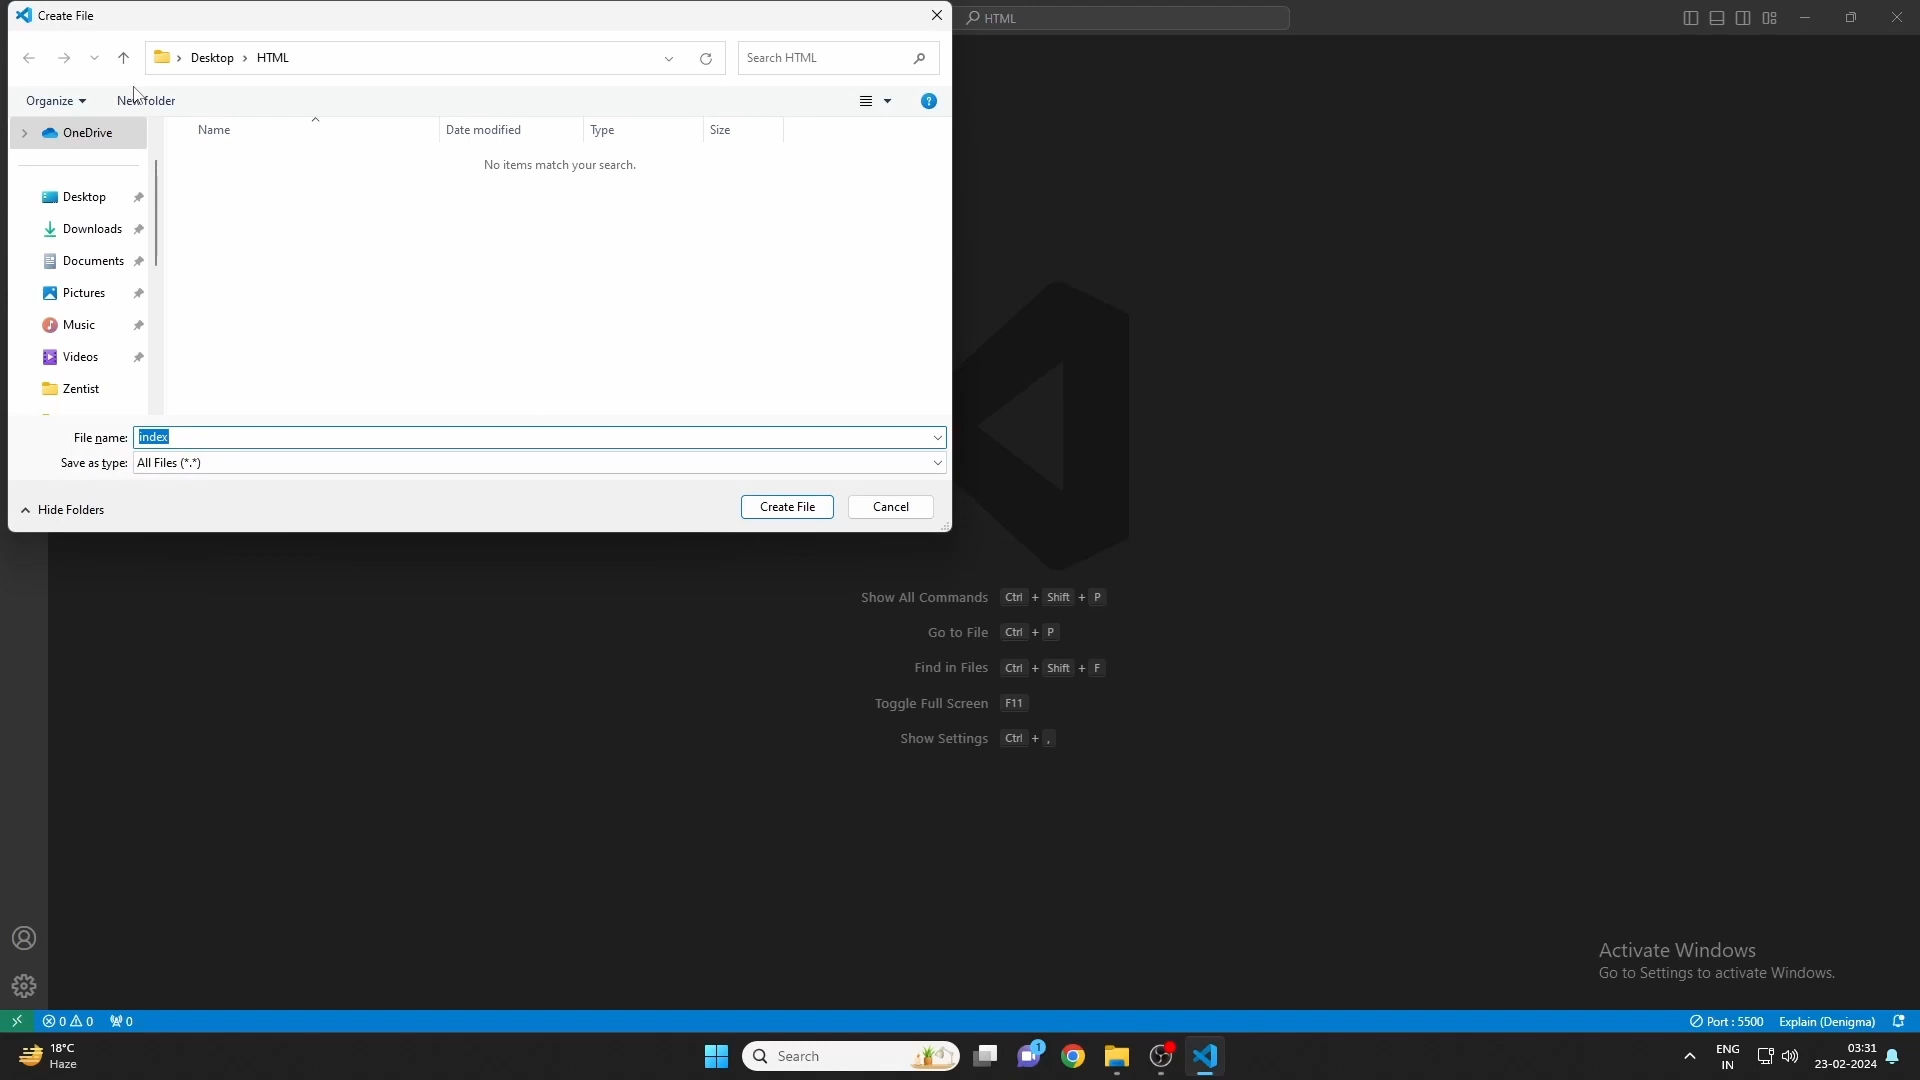 Create File
HTML
Desktop
HTML
Search HTML
Organize
New folder
Name
Date modified
Type
Size
OneDrive
No items match your search.
Desktop
Downloads
Documents
Pictures
Music
Videos
Zentist
File name:
index
Save as type:
All Files (*.*)
Hide Folders
Create File
Cancel
Show All Commands Ctrl + Shift + P
Go to File Ctrl + P
Find in Files Ctrl + Shift + F
Toggle Full Screen F11
Show Settings Ctrl + ,
Activate Windows
Go to Settings to activate Windows.
0 0 0
Port : 5500
Explain (Denigma)
18°C
Haze
Search
1
ENG
IN
03:31
23-02-2024